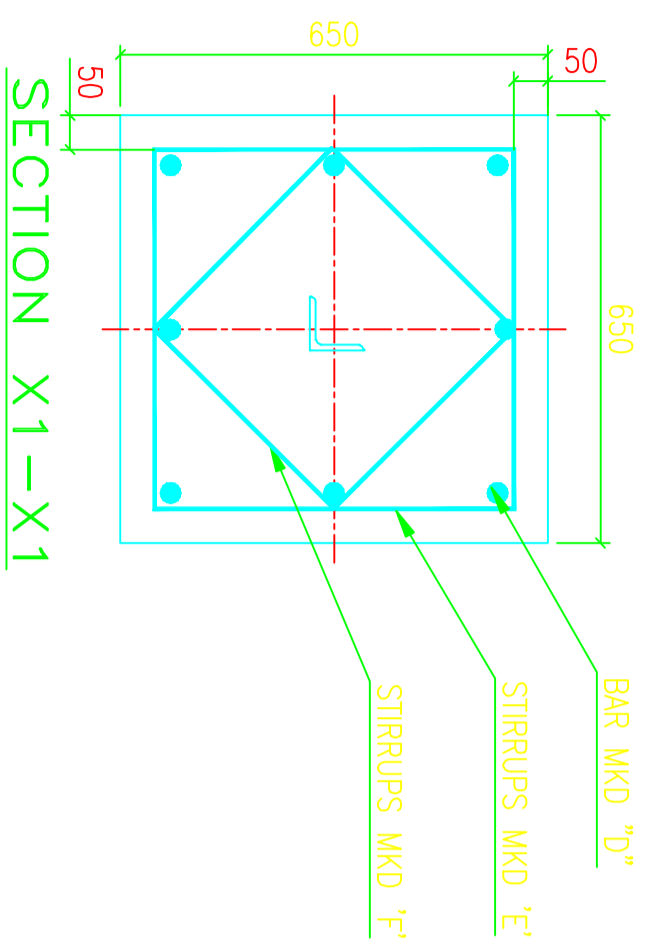 650
50
50
650
BAR MKD "D"
STIRRUPS MKD 'E'
STIRRUPS MKD 'F'
SECTION X1-X1